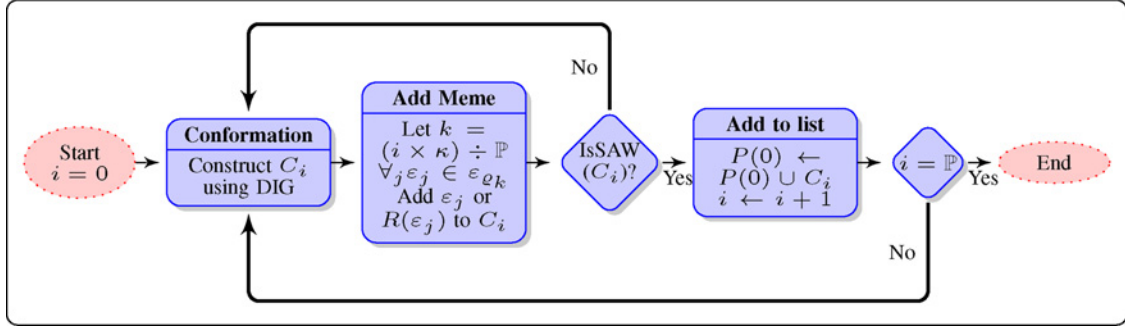 Start
i = 0
Conformation
Construct C_i
using DIG
Add Meme
Let k =
(i × κ) ÷ ℙ
∀_j ε_j ∈ ε_{ϱ_k}
Add ε_j or
R(ε_j) to C_i
No
IsSAW
(C_i)?
Yes
Add to list
P(0) ←
P(0) ∪ C_i
i ← i + 1
i = ℙ
Yes
No
End